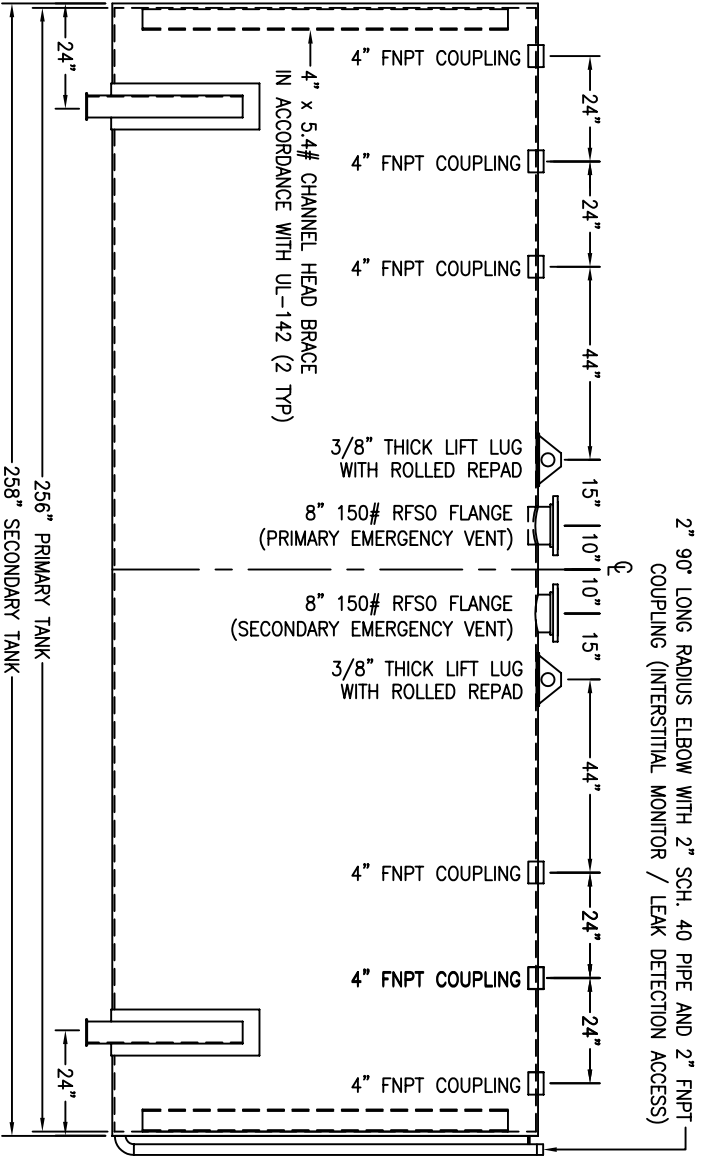 2" 90° LONG RADIUS ELBOW WITH 2" SCH. 40 PIPE AND 2" FNPT
COUPLING (INTERSTITIAL MONITOR / LEAK DETECTION ACCESS)
24"
24"
44"
15"
10"
℄
10"
15"
44"
24"
24"
4" FNPT COUPLING
4" FNPT COUPLING
4" FNPT COUPLING
3/8" THICK LIFT LUG
WITH ROLLED REPAD
8" 150# RFSO FLANGE
(PRIMARY EMERGENCY VENT)
8" 150# RFSO FLANGE
(SECONDARY EMERGENCY VENT)
3/8" THICK LIFT LUG
WITH ROLLED REPAD
4" FNPT COUPLING
4" FNPT COUPLING
4" FNPT COUPLING
4" x 5.4# CHANNEL HEAD BRACE
IN ACCORDANCE WITH UL-142 (2 TYP)
24"
24"
256" PRIMARY TANK
258" SECONDARY TANK